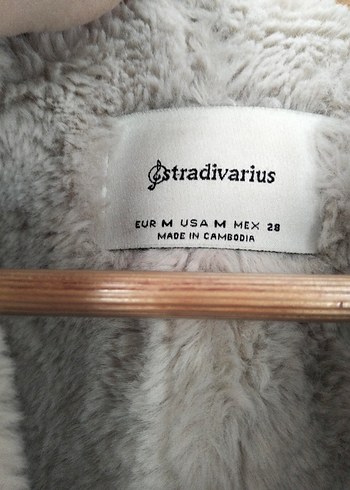 stradivarius
EUR M USA M MEX 28
MADE IN CAMBODIA